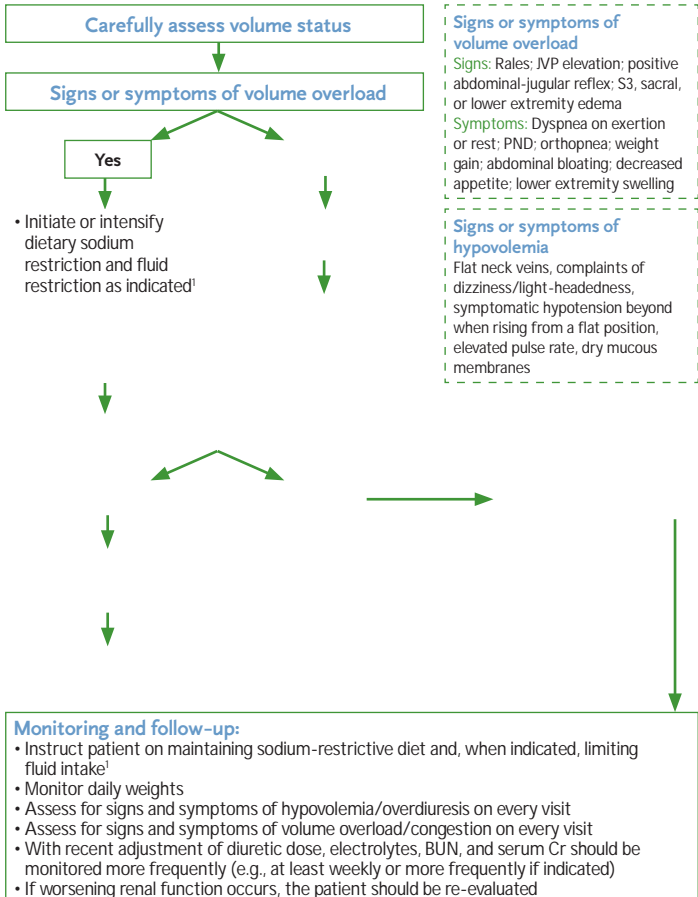 Carefully assess volume status
Signs or symptoms of volume overload
Yes
• Initiate or intensify
dietary sodium
restriction and fluid
restriction as indicated¹
Signs or symptoms of
volume overload
Signs: Rales; JVP elevation; positive
abdominal-jugular reflex; S3, sacral,
or lower extremity edema
Symptoms: Dyspnea on exertion
or rest; PND; orthopnea; weight
gain; abdominal bloating; decreased
appetite; lower extremity swelling
Signs or symptoms of
hypovolemia
Flat neck veins, complaints of
dizziness/light-headedness,
symptomatic hypotension beyond
when rising from a flat position,
elevated pulse rate, dry mucous
membranes
Monitoring and follow-up:
• Instruct patient on maintaining sodium-restrictive diet and, when indicated, limiting
fluid intake¹
• Monitor daily weights
• Assess for signs and symptoms of hypovolemia/overdiuresis on every visit
• Assess for signs and symptoms of volume overload/congestion on every visit
• With recent adjustment of diuretic dose, electrolytes, BUN, and serum Cr should be
monitored more frequently (e.g., at least weekly or more frequently if indicated)
• If worsening renal function occurs, the patient should be re-evaluated